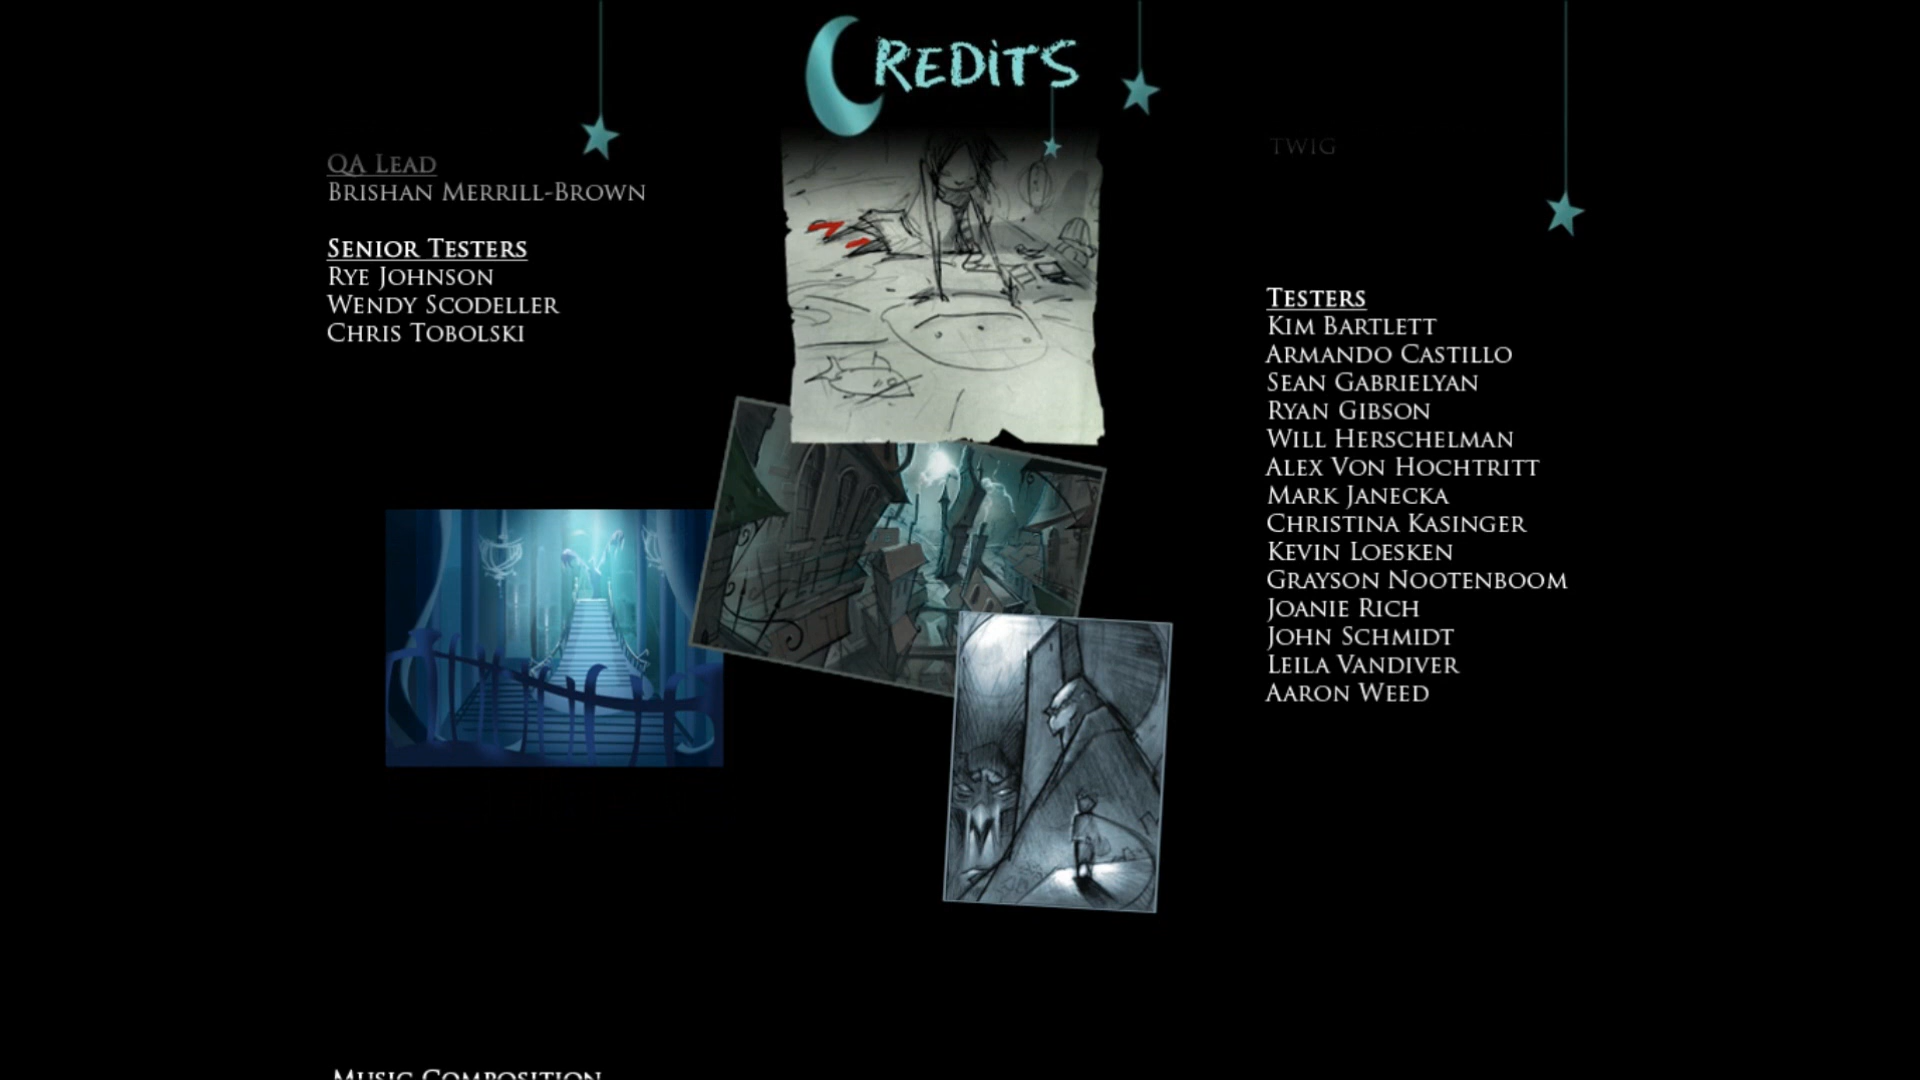 CREDITS
QA LEAD
BRISHAN MERRILL-BROWN
SENIOR TESTERS
RYE JOHNSON
WENDY SCODELLER
CHRIS TOBOLSKI
TWIG
TESTERS
KIM BARTLETT
ARMANDO CASTILLO
SEAN GABRIELYAN
RYAN GIBSON
WILL HERSCHELMAN
ALEX VON HOCHTRITT
MARK JANECKA
CHRISTINA KASINGER
KEVIN LOESKEN
GRAYSON NOOTENBOOM
JOANIE RICH
JOHN SCHMIDT
LEILA VANDIVER
AARON WEED
MUSIC COMPOSITION